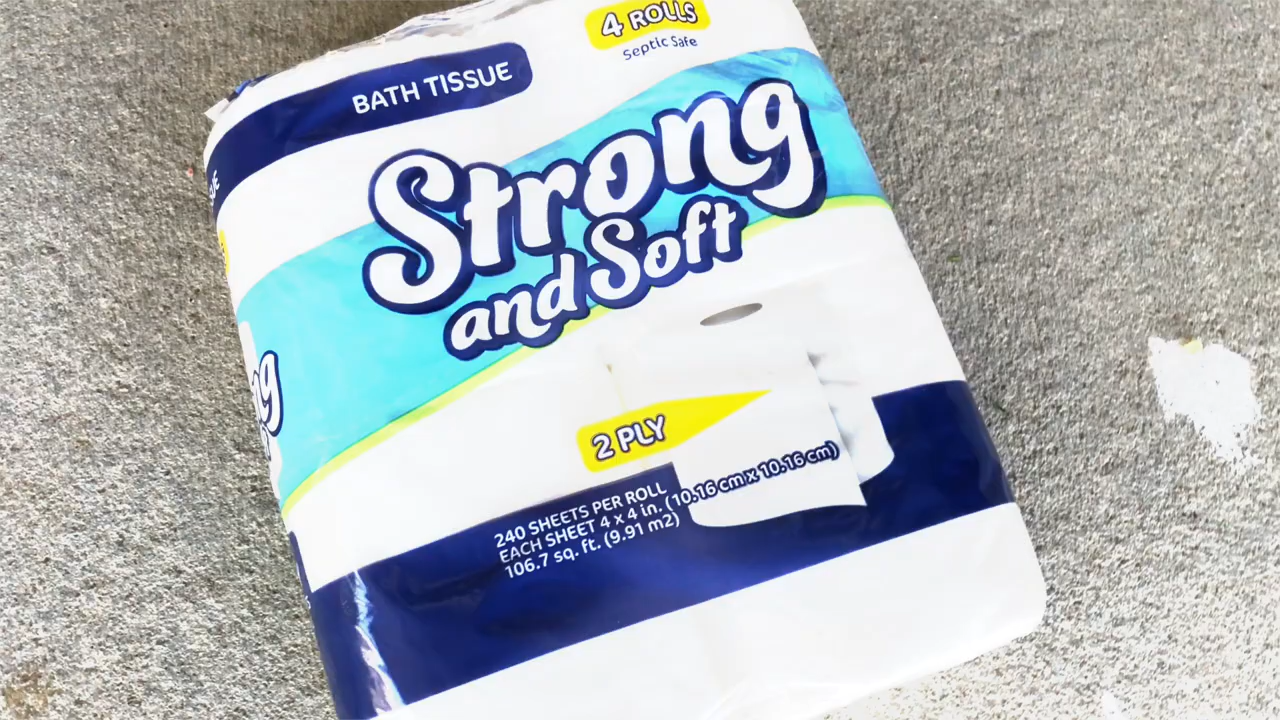 4 ROLLS
Septic Safe
BATH TISSUE
Strong
and Soft
2 PLY
240 SHEETS PER ROLL
EACH SHEET 4 x 4 in. (10.16 cm x 10.16 cm)
106.7 sq. ft. (9.91 m2)